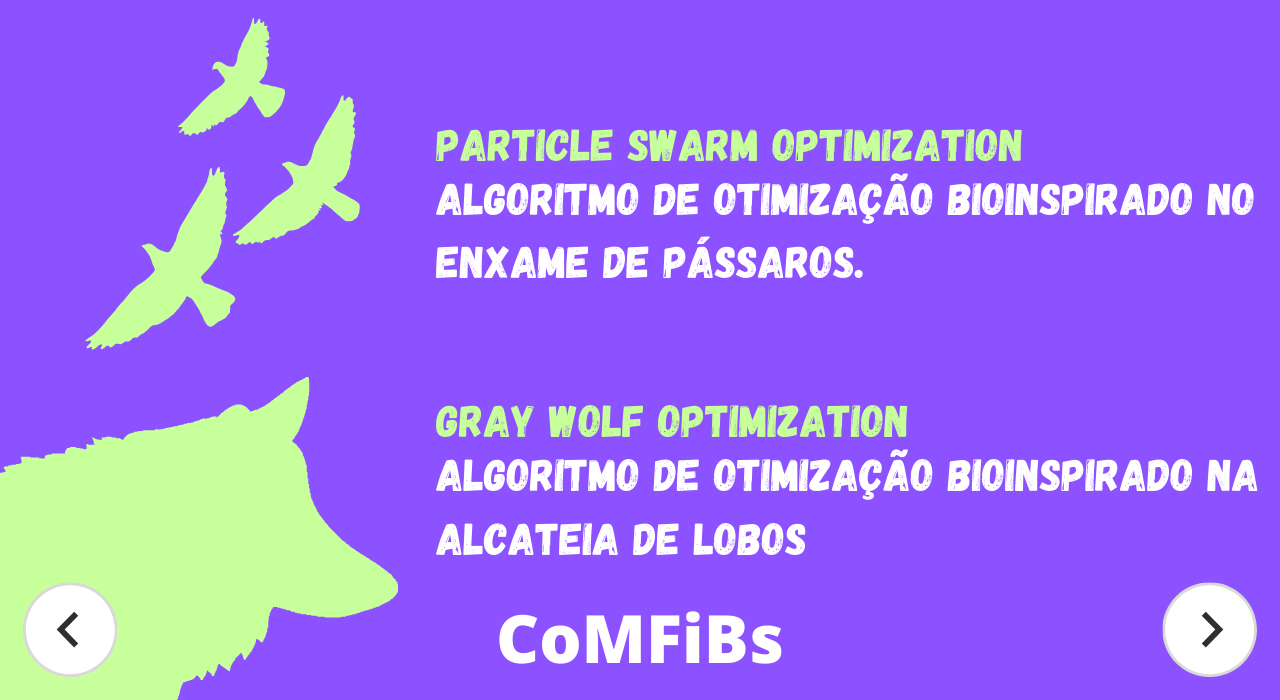 PARTICLE SWARM OPTIMIZATION
ALGORITMO DE OTIMIZAÇÃO BIOINSPIRADO NO
ENXAME DE PÁSSAROS.
GRAY WOLF OPTIMIZATION
ALGORITMO DE OTIMIZAÇÃO BIOINSPIRADO NA
ALCATEIA DE LOBOS
CoMFiBs